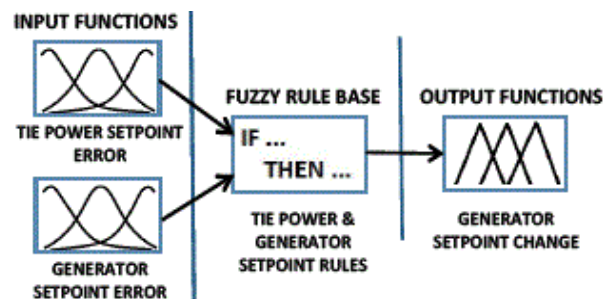 INPUT FUNCTIONS
TIE POWER SETPOINT
ERROR
GENERATOR
SETPOINT ERROR
FUZZY RULE BASE
IF ...
THEN ...
TIE POWER &
GENERATOR
SETPOINT RULES
OUTPUT FUNCTIONS
GENERATOR
SETPOINT CHANGE